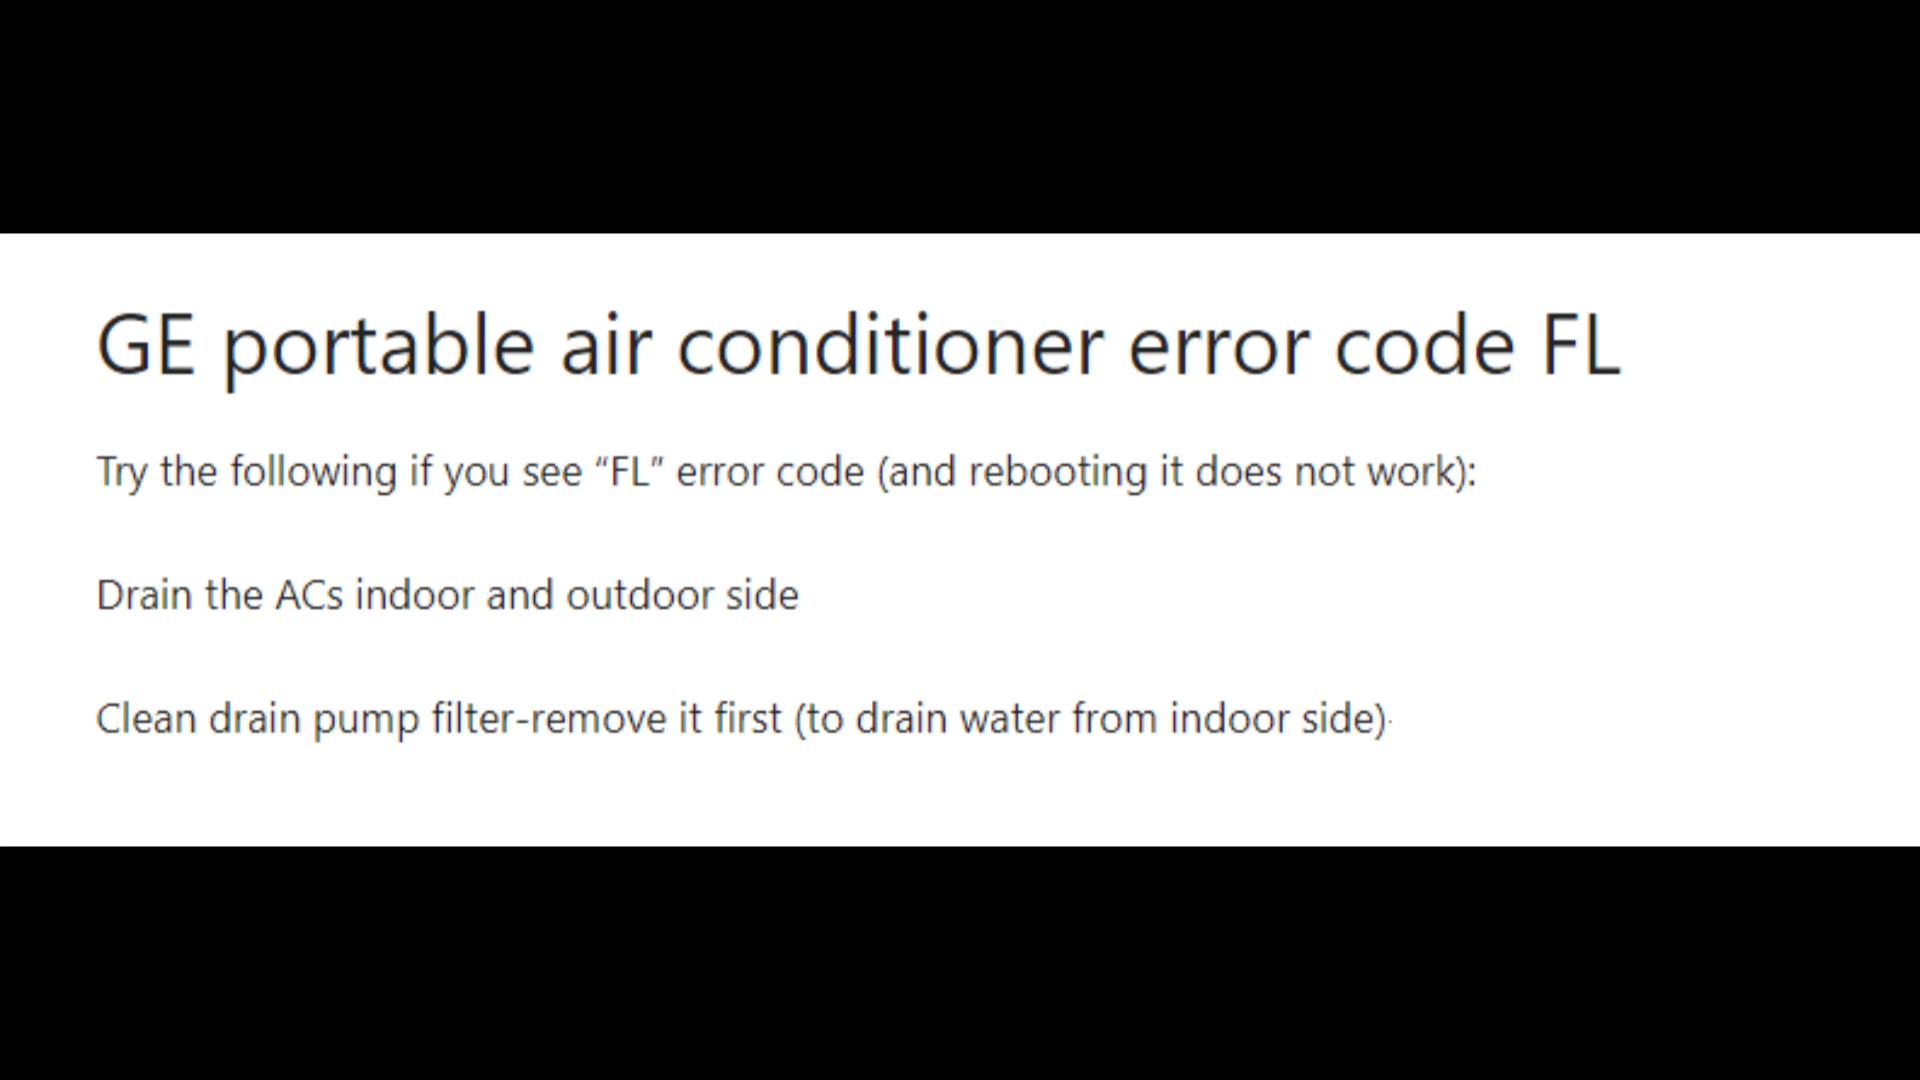 GE portable air conditioner error code FL
Try the following if you see “FL” error code (and rebooting it does not work):
Drain the ACs indoor and outdoor side
Clean drain pump filter-remove it first (to drain water from indoor side).